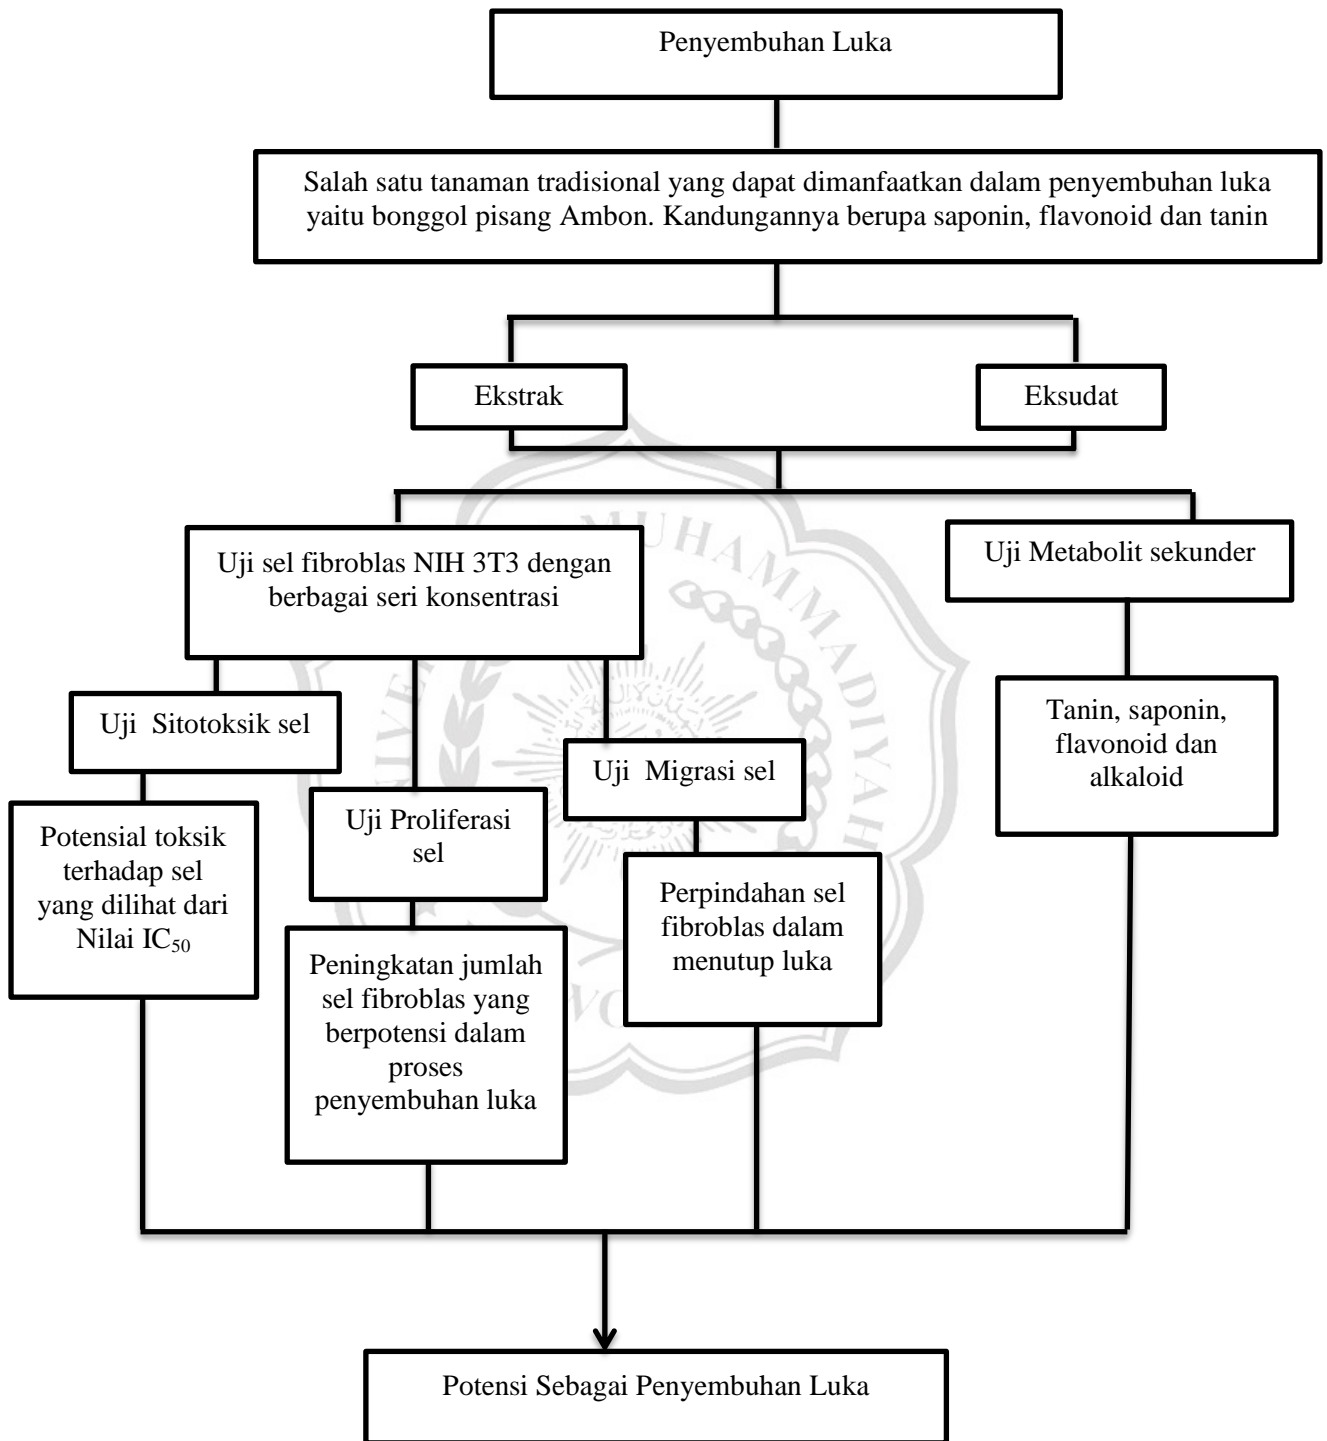 Penyembuhan Luka
Salah satu tanaman tradisional yang dapat dimanfaatkan dalam penyembuhan luka
yaitu bonggol pisang Ambon. Kandungannya berupa saponin, flavonoid dan tanin
Ekstrak
Eksudat
Uji sel fibroblas NIH 3T3 dengan
berbagai seri konsentrasi
Uji Metabolit sekunder
Uji  Sitotoksik sel
Uji Proliferasi
sel
Uji  Migrasi sel
Tanin, saponin,
flavonoid dan
alkaloid
Potensial toksik
terhadap sel
yang dilihat dari
Nilai IC₅₀
Peningkatan jumlah
sel fibroblas yang
berpotensi dalam
proses
penyembuhan luka
Perpindahan sel
fibroblas dalam
menutup luka
Potensi Sebagai Penyembuhan Luka
MUHAMMADIYAH